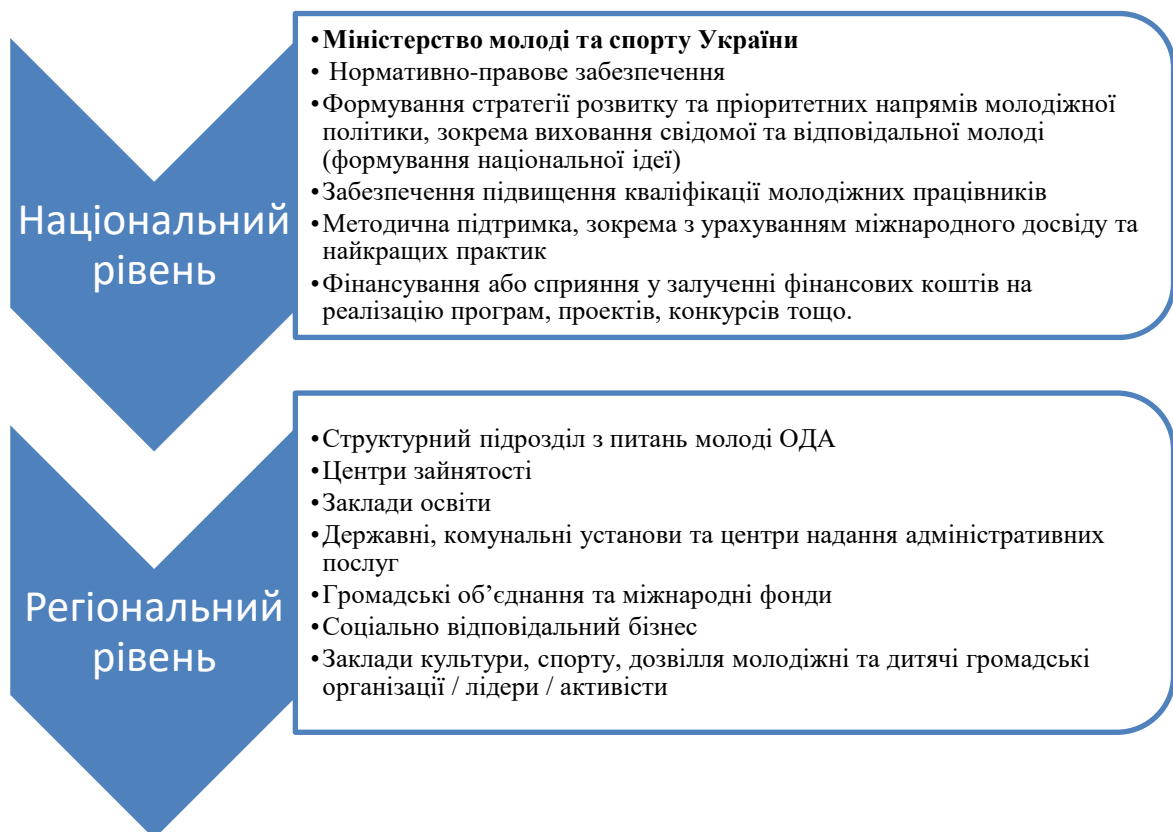 Національний
рівень
•Міністерство молоді та спорту України
• Нормативно-правове забезпечення
•Формування стратегії розвитку та пріоритетних напрямів молодіжної
політики, зокрема виховання свідомої та відповідальної молоді
(формування національної ідеї)
•Забезпечення підвищення кваліфікації молодіжних працівників
•Методична підтримка, зокрема з урахуванням міжнародного досвіду та
найкращих практик
•Фінансування або сприяння у залученні фінансових коштів на
реалізацію програм, проектів, конкурсів тощо.
Регіональний
рівень
•Структурний підрозділ з питань молоді ОДА
•Центри зайнятості
•Заклади освіти
•Державні, комунальні установи та центри надання адміністративних
послуг
•Громадські об’єднання та міжнародні фонди
•Соціально відповідальний бізнес
•Заклади культури, спорту, дозвілля молодіжні та дитячі громадські
організації / лідери / активісти